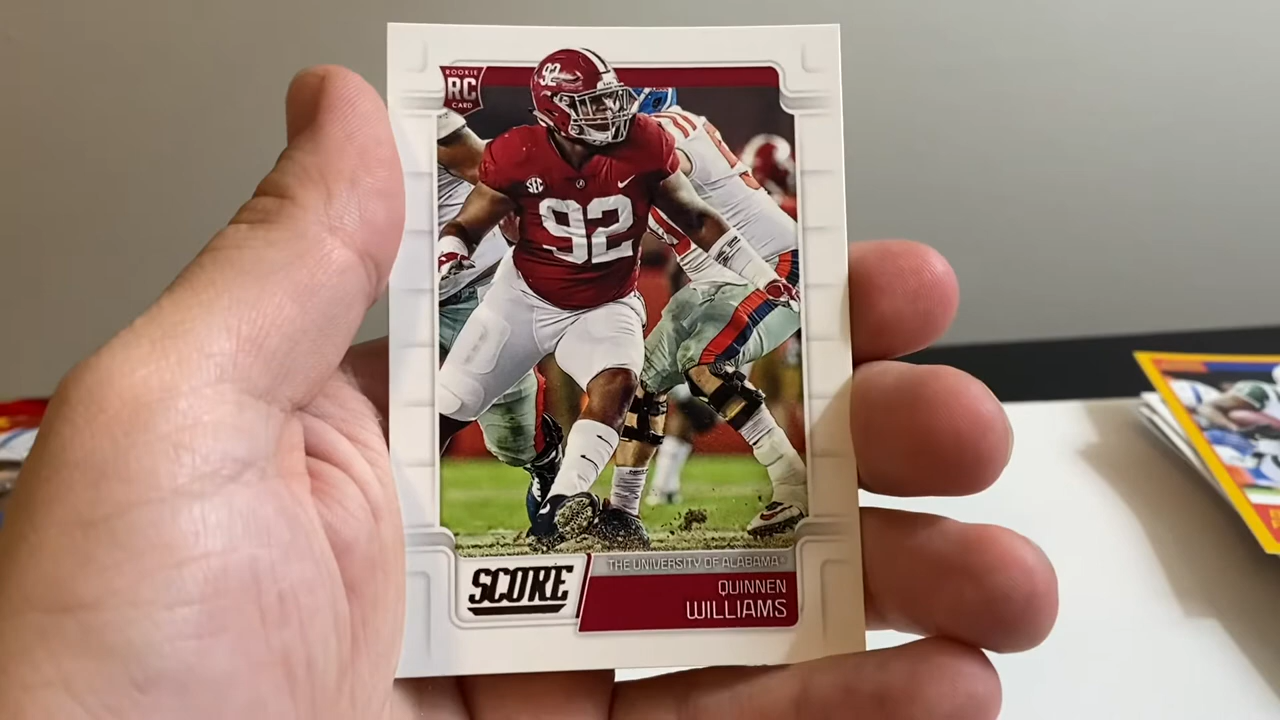 ROOKIE
RC
CARD
92
SEC
92
SCORE
THE UNIVERSITY OF ALABAMA®
QUINNEN
WILLIAMS